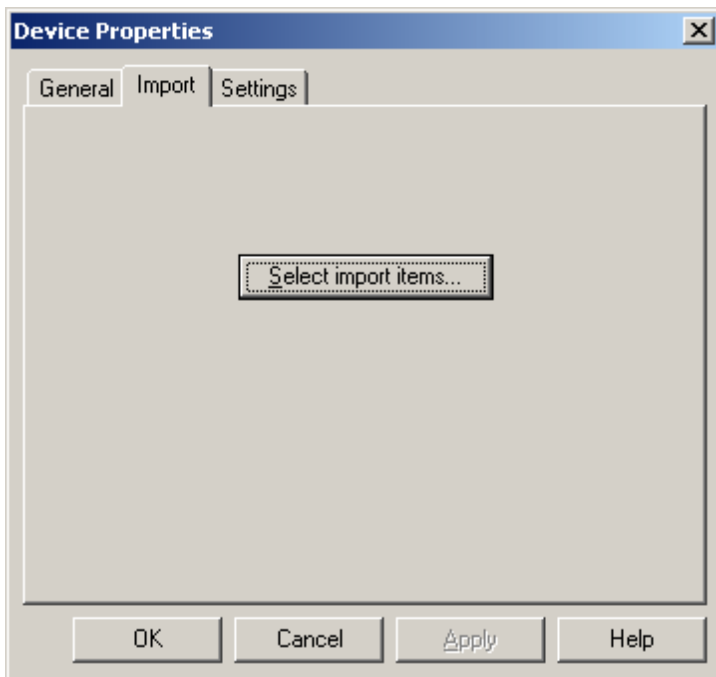 Device Properties
General Import Settings
Select import items...
OK Cancel Apply Help